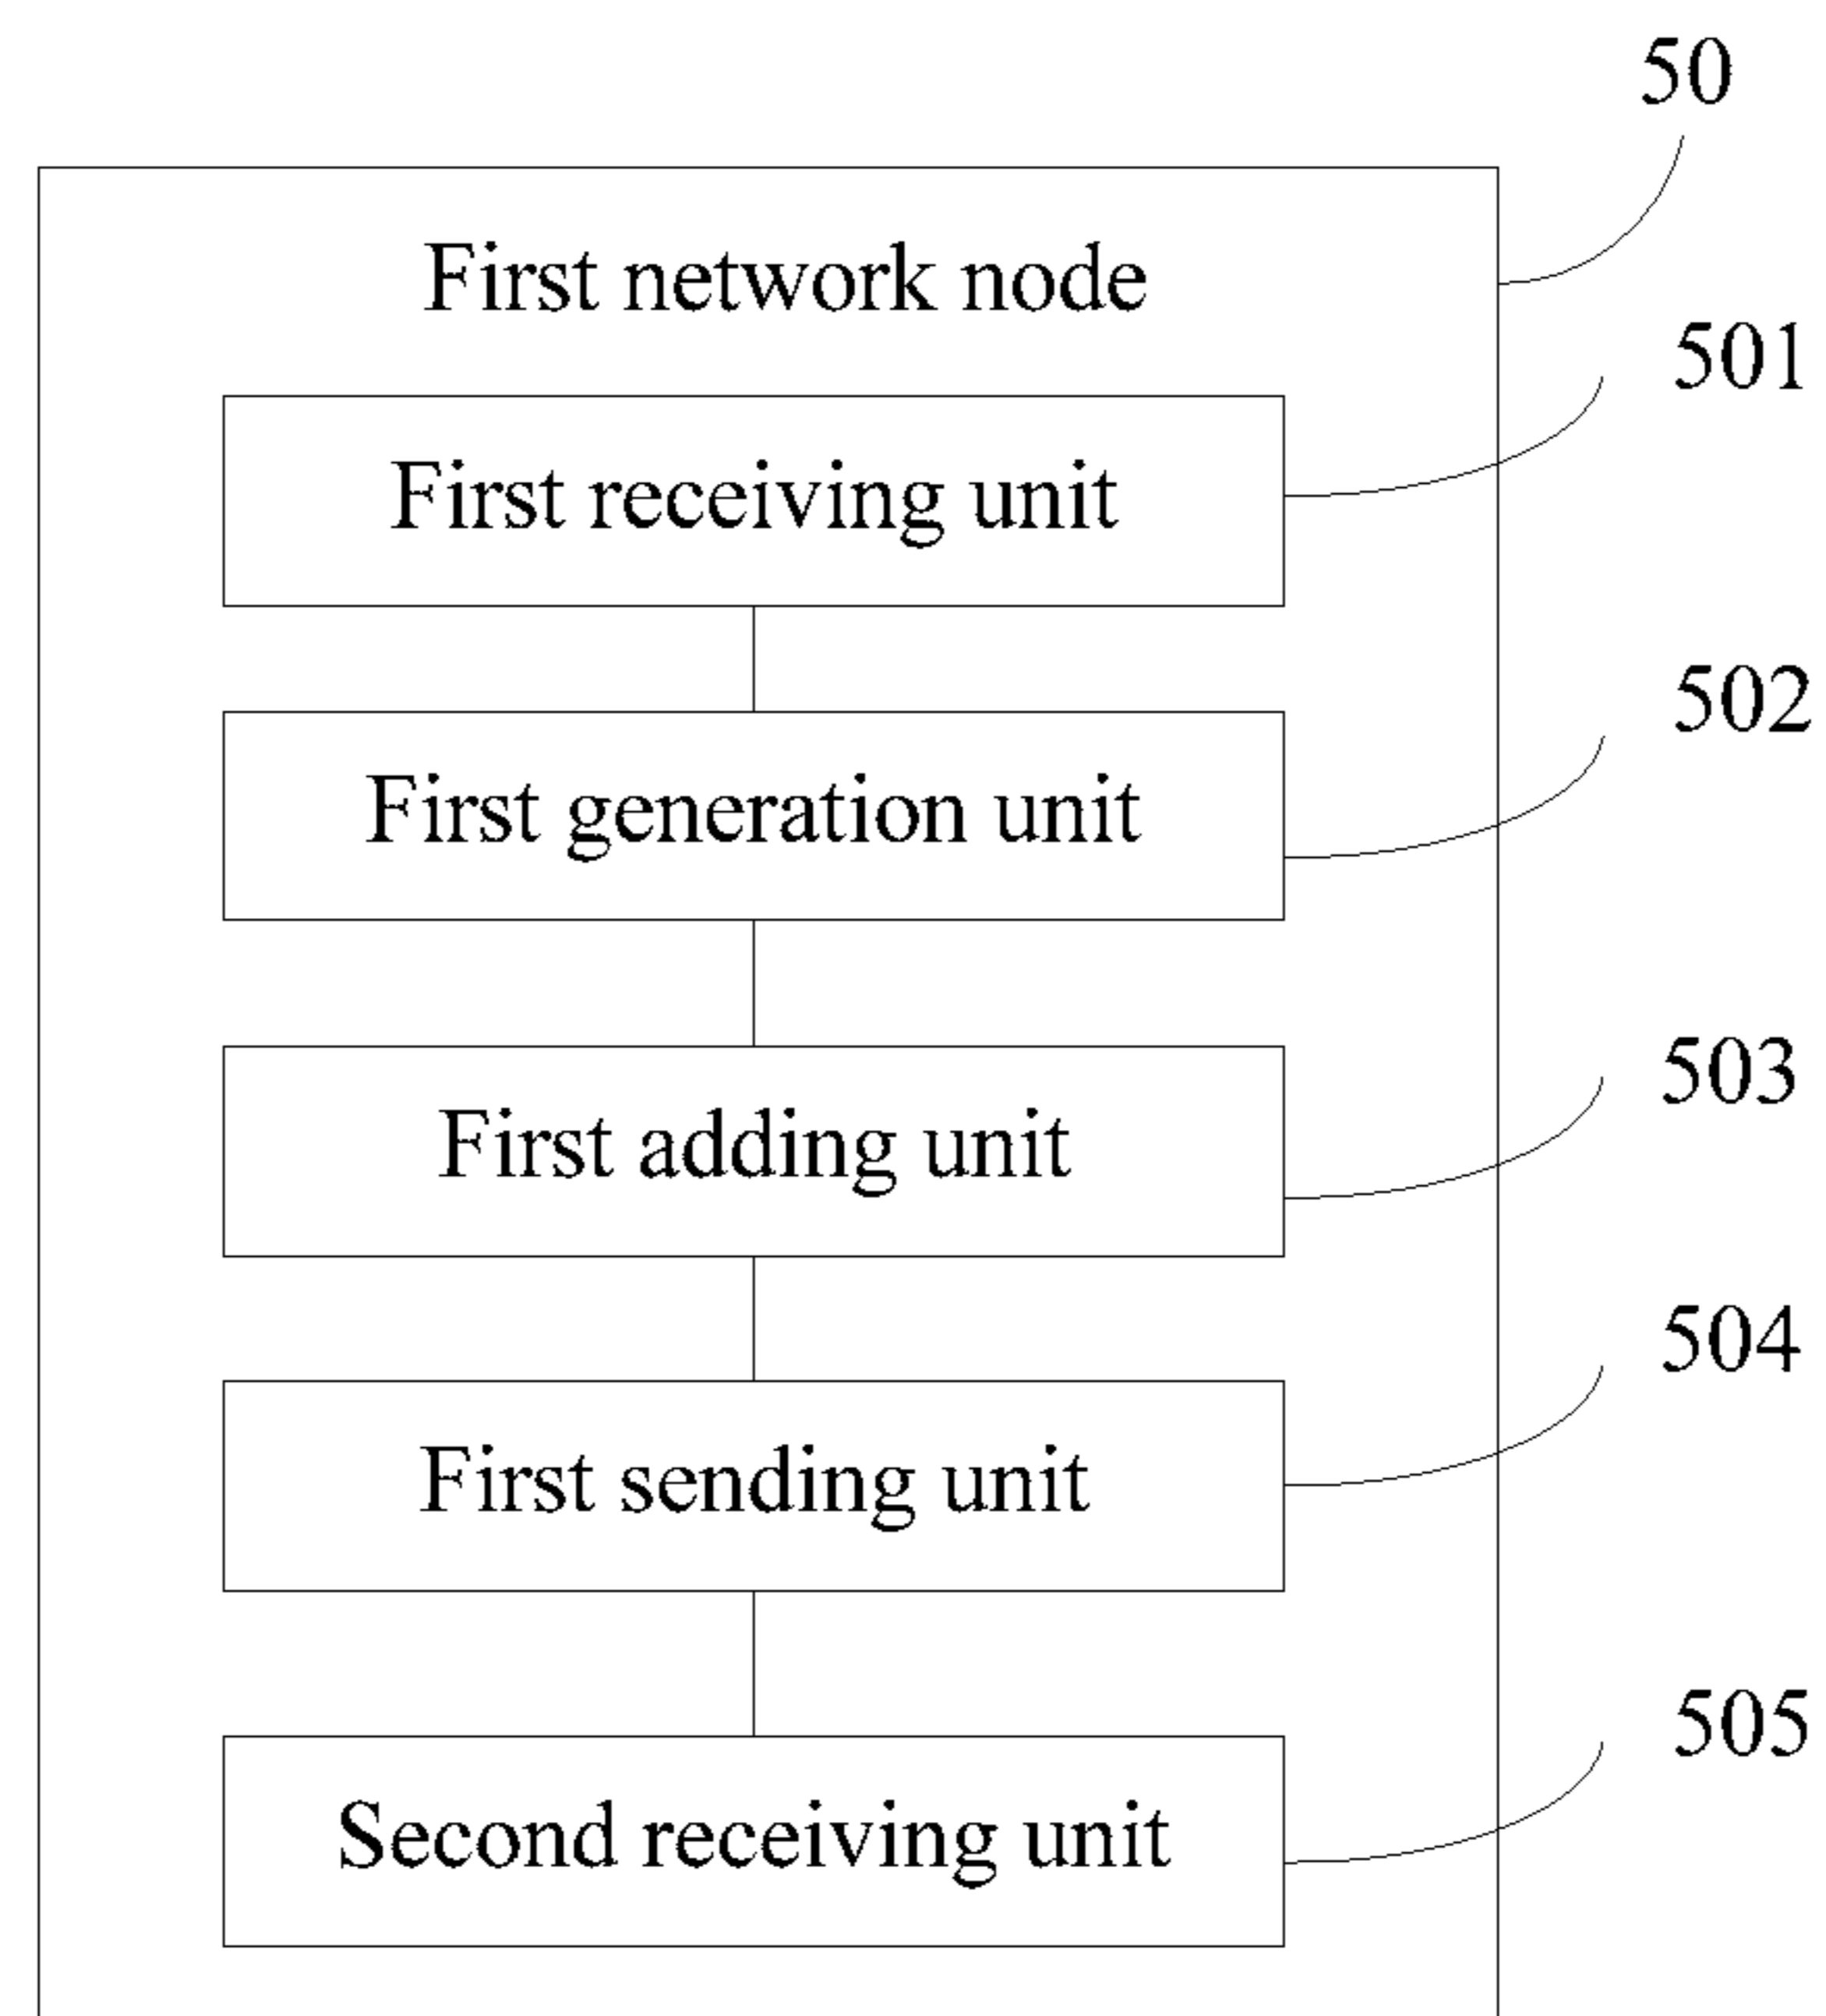 50
First network node
501
First receiving unit
502
First generation unit
503
First adding unit
504
First sending unit
505
Second receiving unit